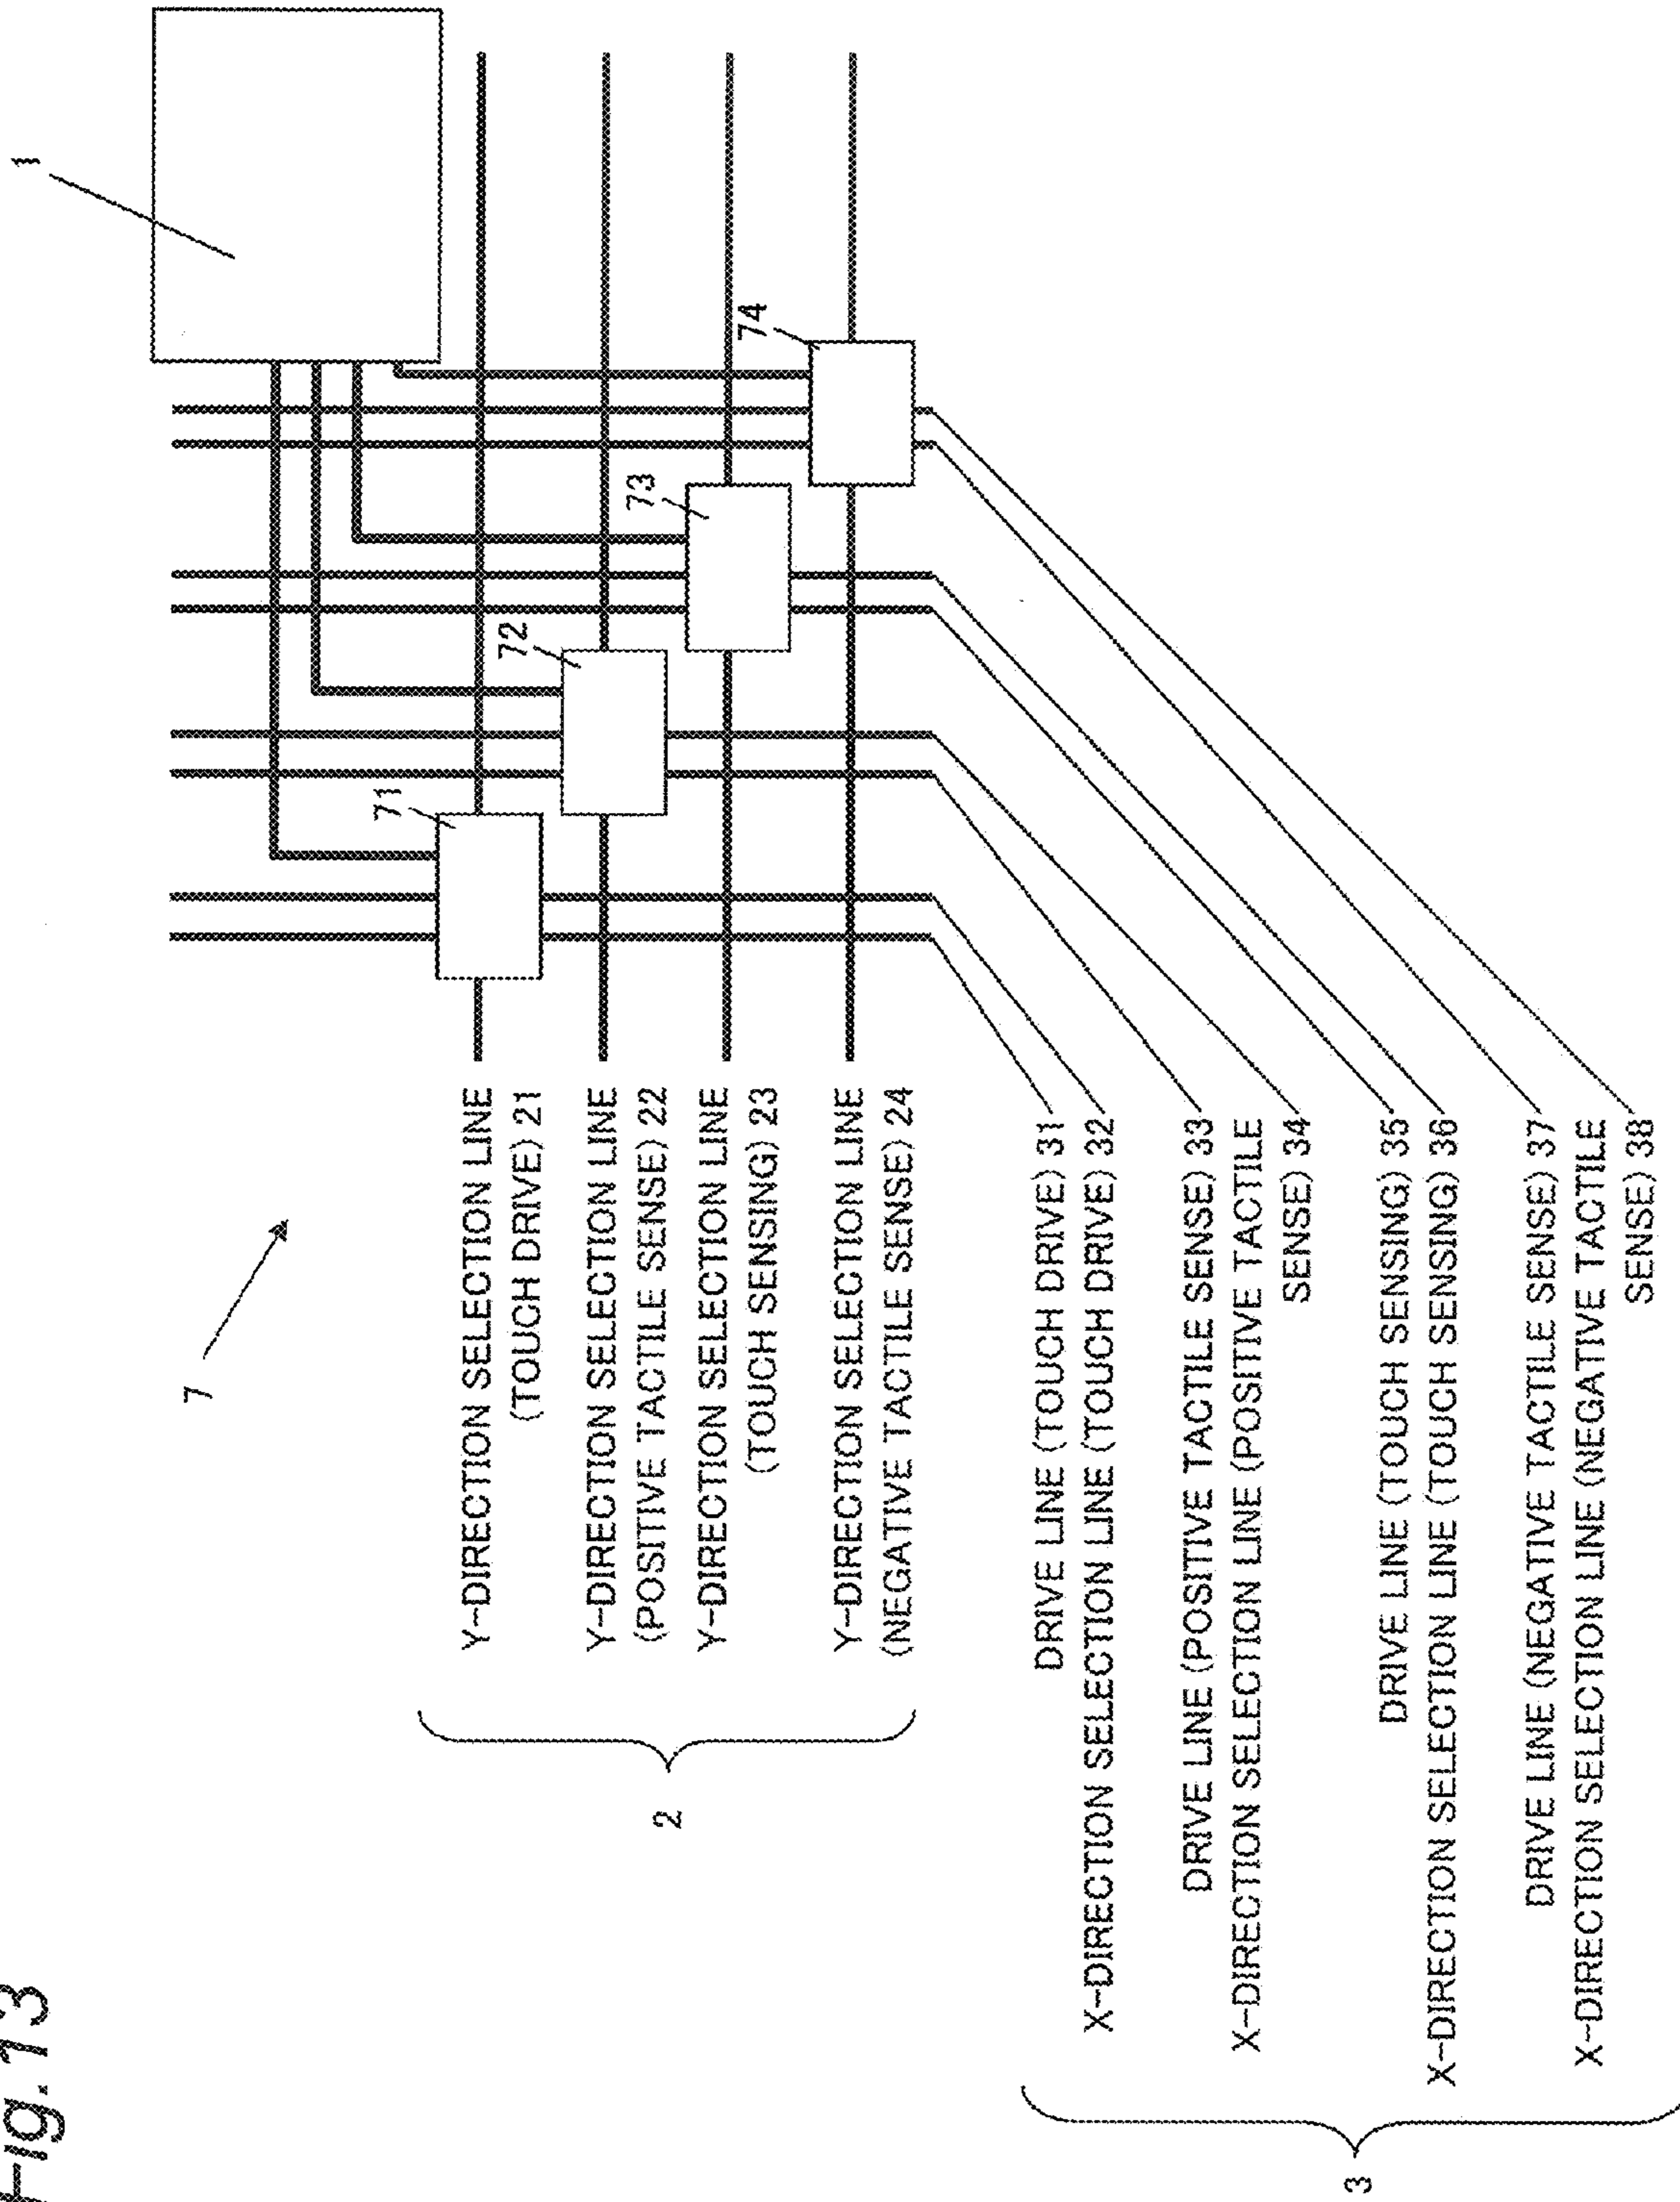 Fig. 13
7
1
71
72
73
74
Y-DIRECTION SELECTION LINE
(TOUCH DRIVE) 21
Y-DIRECTION SELECTION LINE
(POSITIVE TACTILE SENSE) 22
Y-DIRECTION SELECTION LINE
(TOUCH SENSING) 23
Y-DIRECTION SELECTION LINE
(NEGATIVE TACTILE SENSE) 24
2
DRIVE LINE (TOUCH DRIVE) 31
X-DIRECTION SELECTION LINE (TOUCH DRIVE) 32
DRIVE LINE (POSITIVE TACTILE SENSE) 33
X-DIRECTION SELECTION LINE (POSITIVE TACTILE
SENSE) 34
DRIVE LINE (TOUCH SENSING) 35
X-DIRECTION SELECTION LINE (TOUCH SENSING) 36
DRIVE LINE (NEGATIVE TACTILE SENSE) 37
X-DIRECTION SELECTION LINE (NEGATIVE TACTILE
SENSE) 38
3